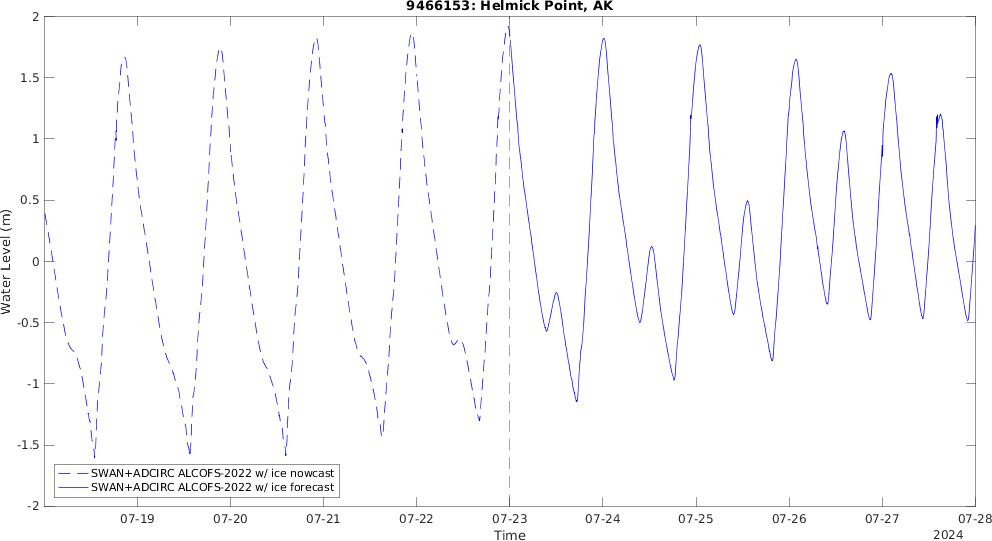 9466153: Helmick Point, AK
Water Level (m)
2
1.5
1
0.5
0
-0.5
-1
-1.5
-2
SWAN+ADCIRC ALCOFS-2022 w/ ice nowcast
SWAN+ADCIRC ALCOFS-2022 w/ ice forecast
07-19 07-20 07-21 07-22 07-23 07-24 07-25 07-26 07-27 07-28
Time
2024